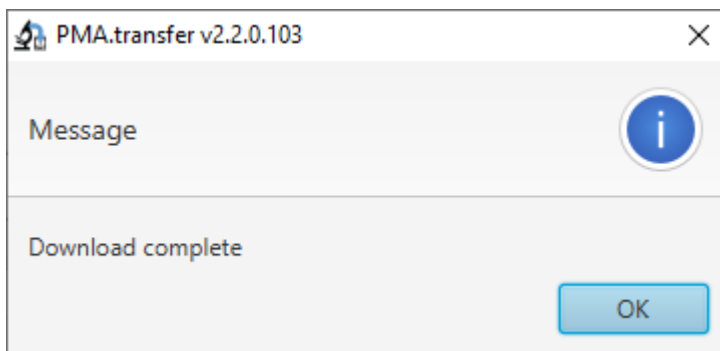 PMA.transfer v2.2.0.103
Message
i
Download complete
OK